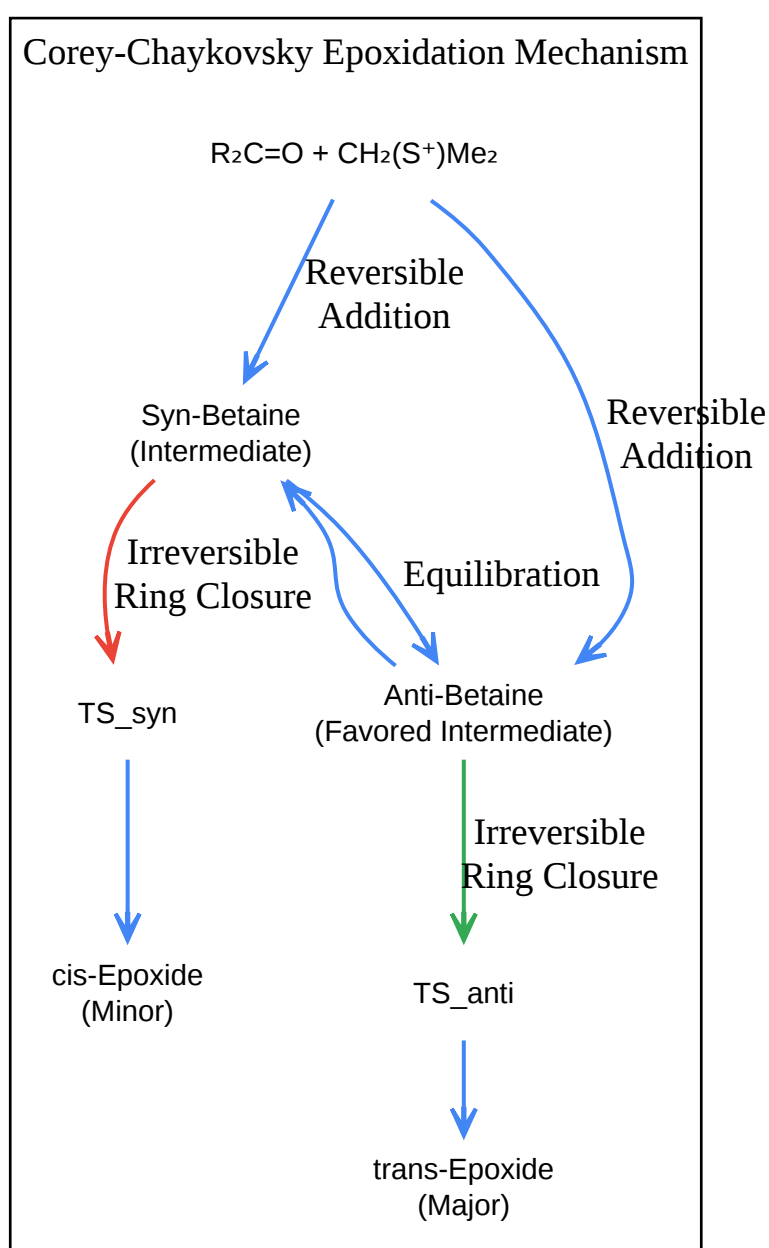 Corey-Chaykovsky Epoxidation Mechanism
R₂C=O + CH₂(S⁺)Me₂
Reversible
Addition
Reversible
Addition
Syn-Betaine
(Intermediate)
Irreversible
Ring Closure
Equilibration
TS_syn
Anti-Betaine
(Favored Intermediate)
Irreversible
Ring Closure
cis-Epoxide
(Minor)
TS_anti
trans-Epoxide
(Major)